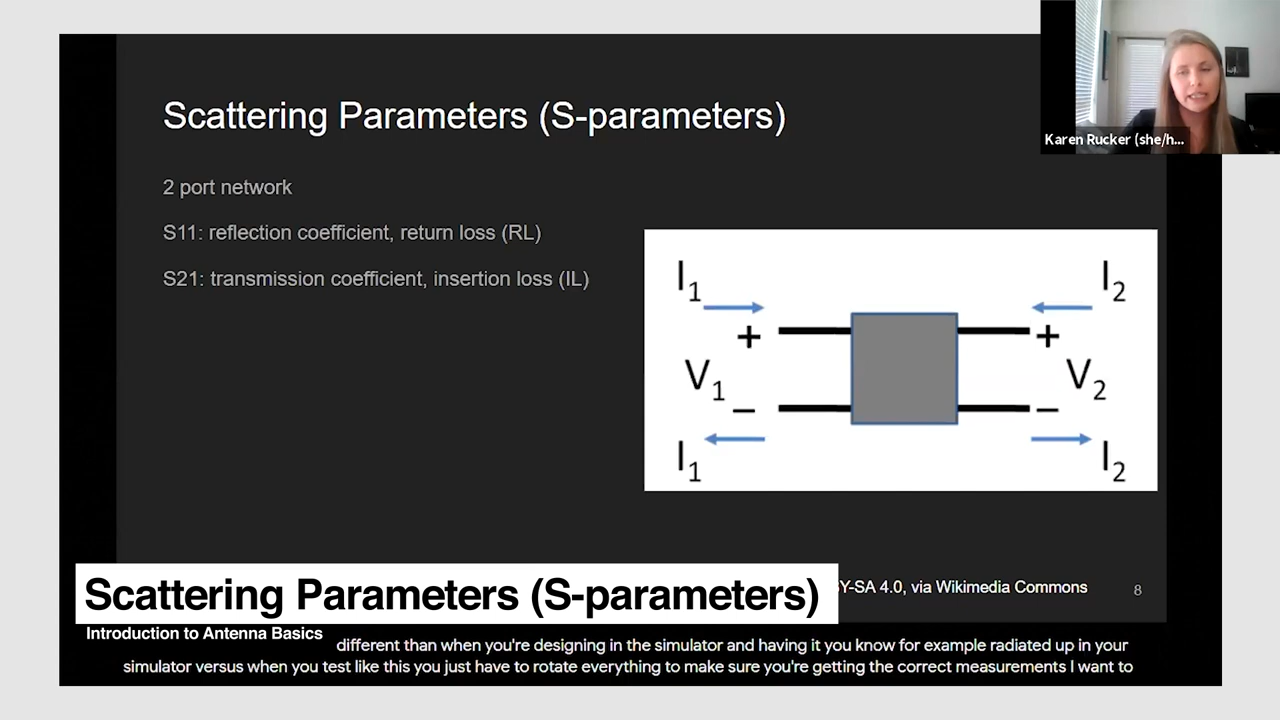 Scattering Parameters (S-parameters)
Karen Rucker (she/h...
2 port network
S11: reflection coefficient, return loss (RL)
S21: transmission coefficient, insertion loss (IL)
I1 I2
+ +
V1 V2
– –
I1 I2
Y-SA 4.0, via Wikimedia Commons 8
Scattering Parameters (S-parameters)
Introduction to Antenna Basics
different than when you're designing in the simulator and having it you know for example radiated up in your
simulator versus when you test like this you just have to rotate everything to make sure you're getting the correct measurements I want to